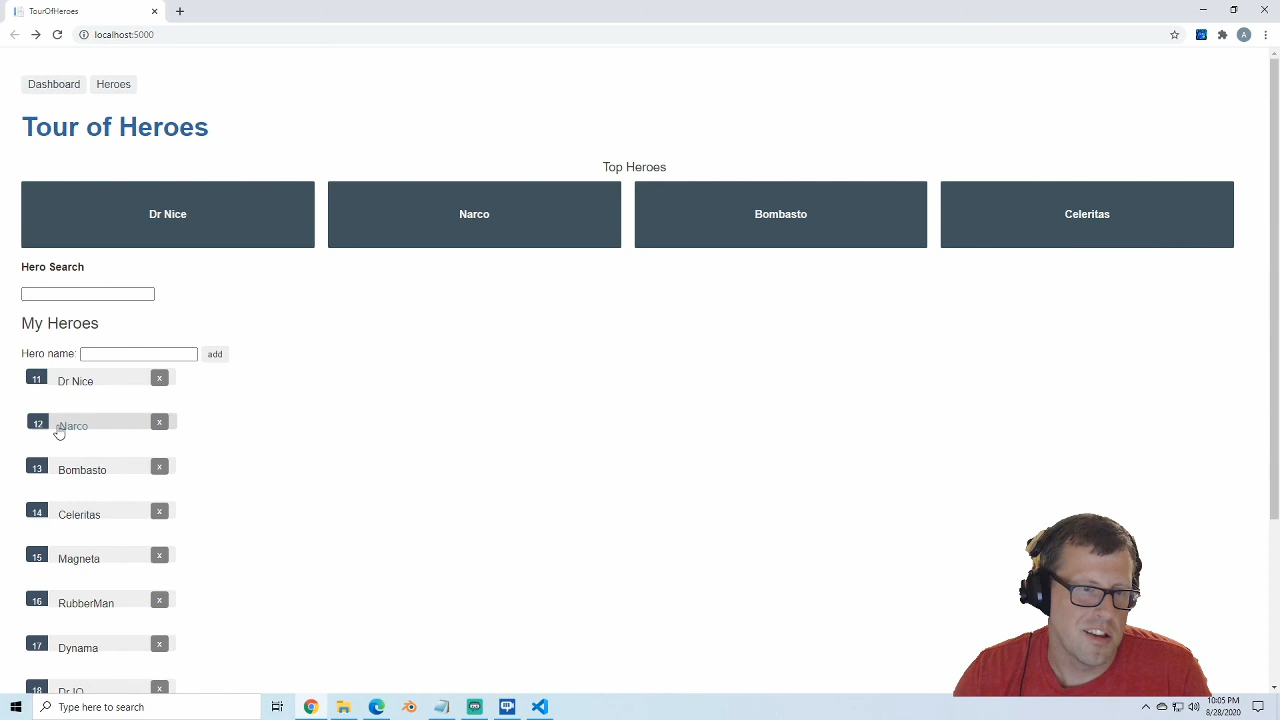 TourOfHeroes
localhost:5000
A
Dashboard Heroes
Tour of Heroes
Top Heroes
Dr Nice Narco Bombasto Celeritas
Hero Search
My Heroes
Hero name: add
11 Dr Nice x
12 Narco x
13 Bombasto x
14 Celeritas x
15 Magneta x
16 RubberMan x
17 Dynama x
18 Dr IQ x
Type here to search
10:05 PM
8/28/2020